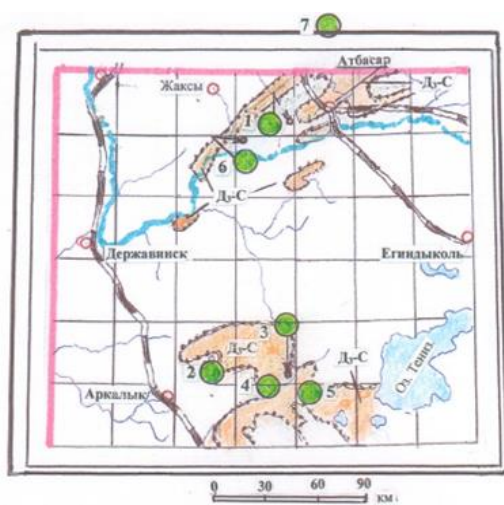 7
Атбасар
Жаксы
Д₃-С
1
6
Д₃-С
Державинск
Егиндыколь
3
Д₃-С
Д₃-С
2
4
5
Оз. Тениз
Аркалык
0 30 60 90
км